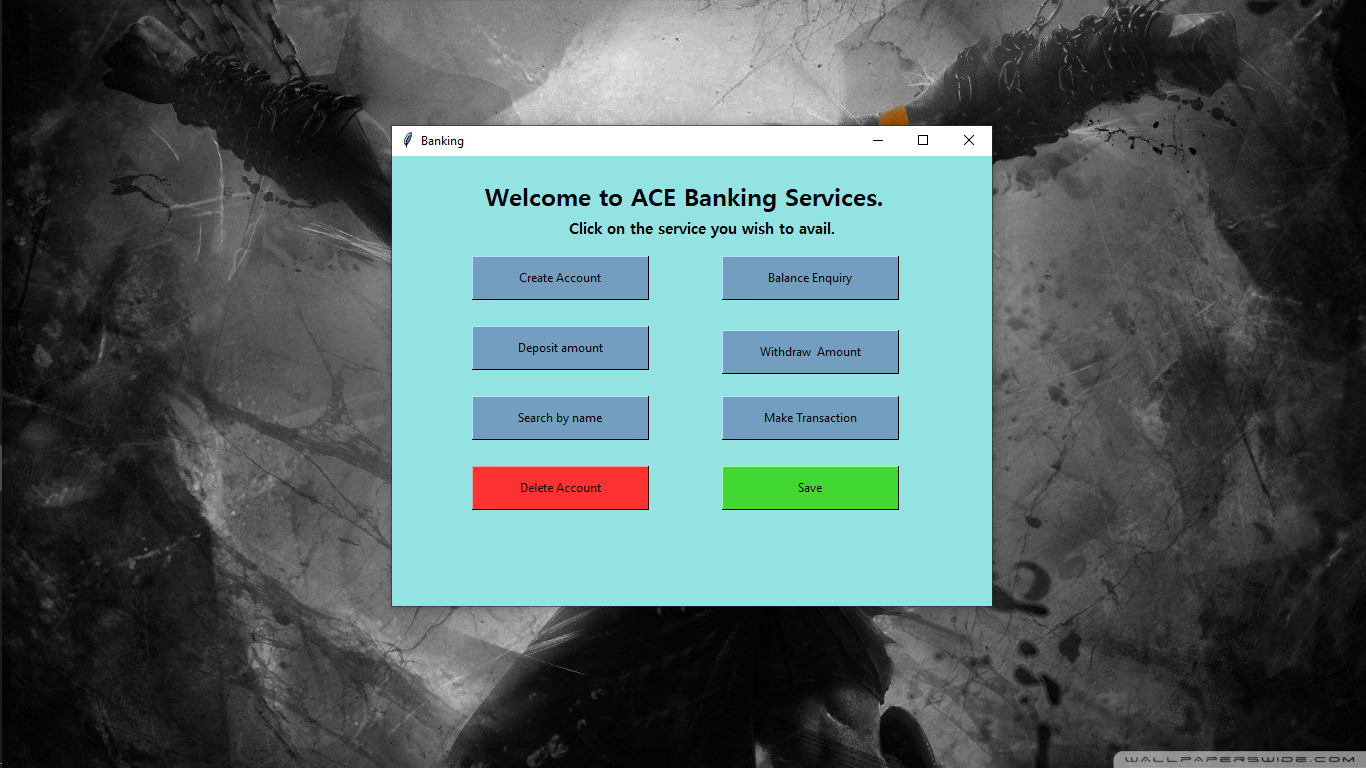 Banking
Welcome to ACE Banking Services.
Click on the service you wish to avail.
Create Account
Balance Enquiry
Deposit amount
Withdraw  Amount
Search by name
Make Transaction
Delete Account
Save
WALLPAPERSWIDE.COM